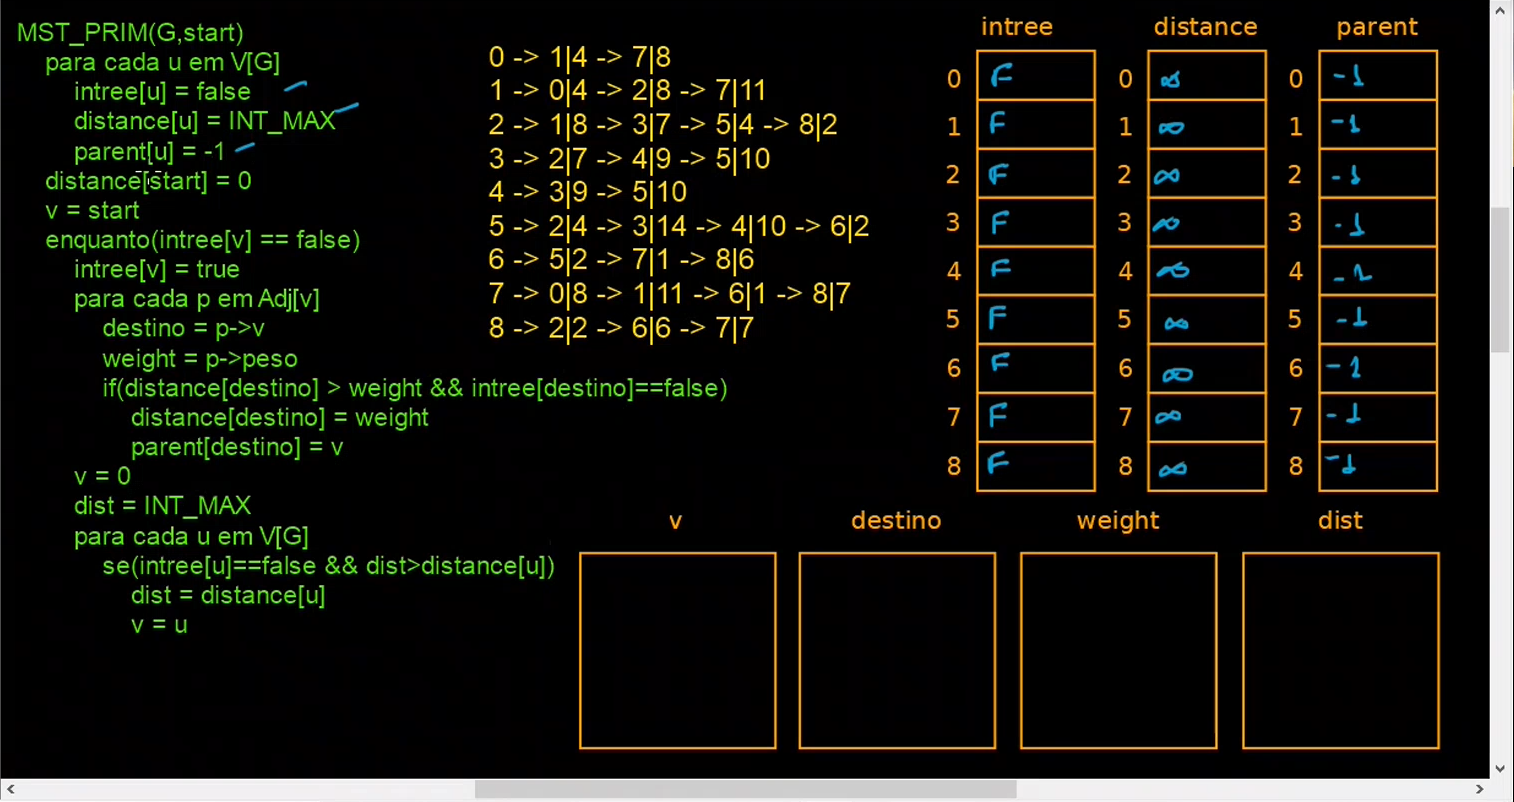 MST_PRIM(G,start)
para cada u em V[G]
intree[u] = false
distance[u] = INT_MAX
parent[u] = -1
distance[start] = 0
v = start
enquanto(intree[v] == false)
intree[v] = true
para cada p em Adj[v]
destino = p->v
weight = p->peso
if(distance[destino] > weight && intree[destino]==false)
distance[destino] = weight
parent[destino] = v
v = 0
dist = INT_MAX
para cada u em V[G]
se(intree[u]==false && dist>distance[u])
dist = distance[u]
v = u
0 -> 1|4 -> 7|8
1 -> 0|4 -> 2|8 -> 7|11
2 -> 1|8 -> 3|7 -> 5|4 -> 8|2
3 -> 2|7 -> 4|9 -> 5|10
4 -> 3|9 -> 5|10
5 -> 2|4 -> 3|14 -> 4|10 -> 6|2
6 -> 5|2 -> 7|1 -> 8|6
7 -> 0|8 -> 1|11 -> 6|1 -> 8|7
8 -> 2|2 -> 6|6 -> 7|7
intree distance parent
0 F 0 ∞ 0 -1
1 F 1 ∞ 1 -1
2 F 2 ∞ 2 -1
3 F 3 ∞ 3 -1
4 F 4 ∞ 4 -1
5 F 5 ∞ 5 -1
6 F 6 ∞ 6 -1
7 F 7 ∞ 7 -1
8 F 8 ∞ 8 -1
v destino weight dist